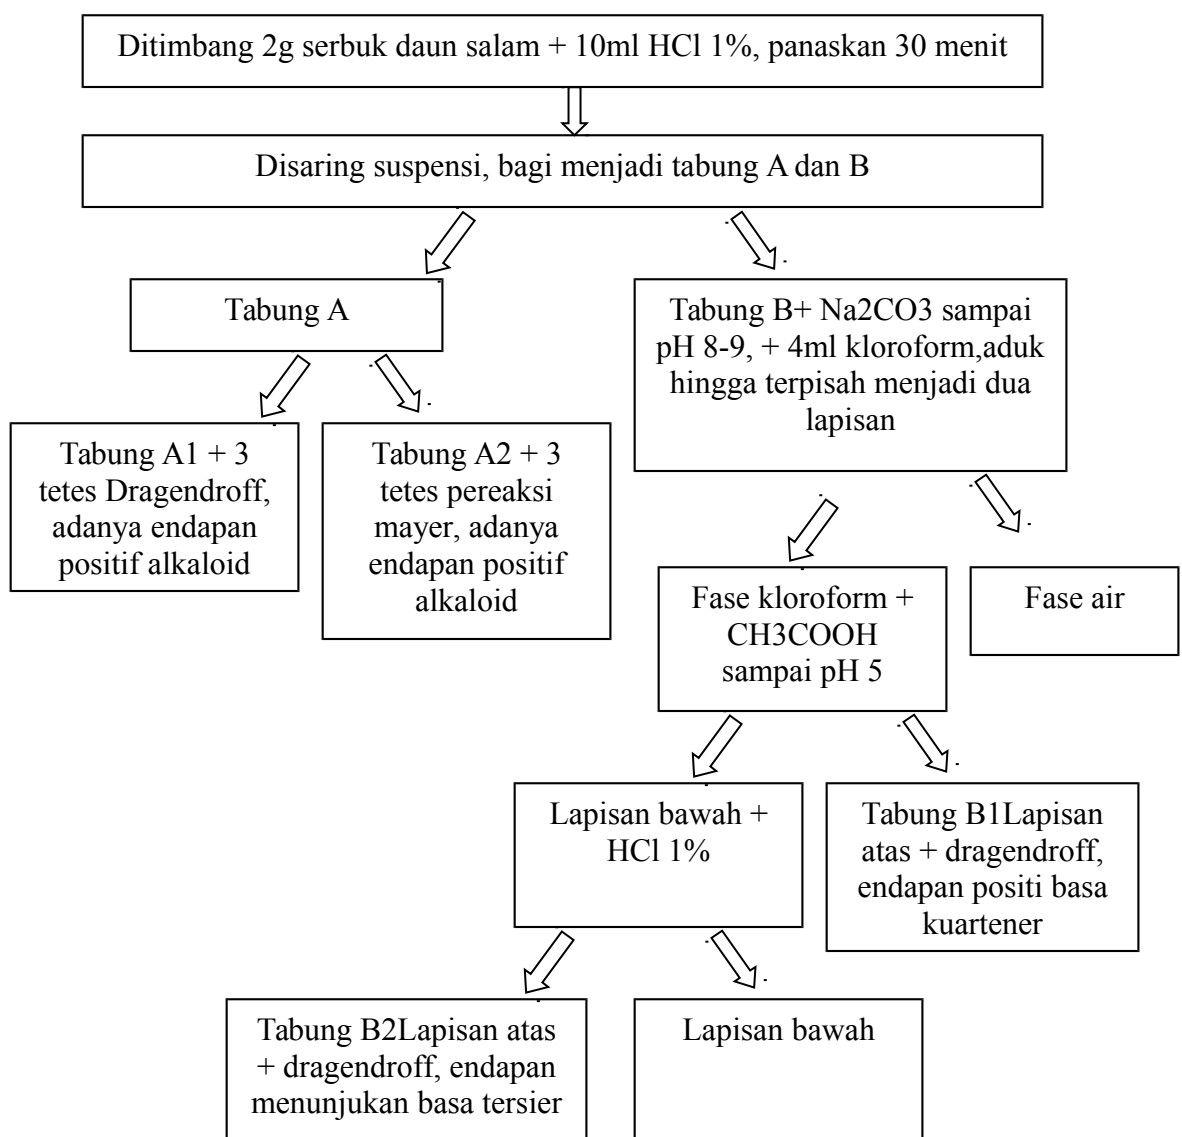 Ditimbang 2g serbuk daun salam + 10ml HCl 1%, panaskan 30 menit
Disaring suspensi, bagi menjadi tabung A dan B
Tabung A
Tabung B+ Na2CO3 sampai
pH 8-9, + 4ml kloroform,aduk
hingga terpisah menjadi dua
lapisan
Tabung A1 + 3
tetes Dragendroff,
adanya endapan
positif alkaloid
Tabung A2 + 3
tetes pereaksi
mayer, adanya
endapan positif
alkaloid
Fase kloroform +
CH3COOH
sampai pH 5
Fase air
Lapisan bawah +
HCl 1%
Tabung B1Lapisan
atas + dragendroff,
endapan positi basa
kuartener
Tabung B2Lapisan atas
+ dragendroff, endapan
menunjukan basa tersier
Lapisan bawah